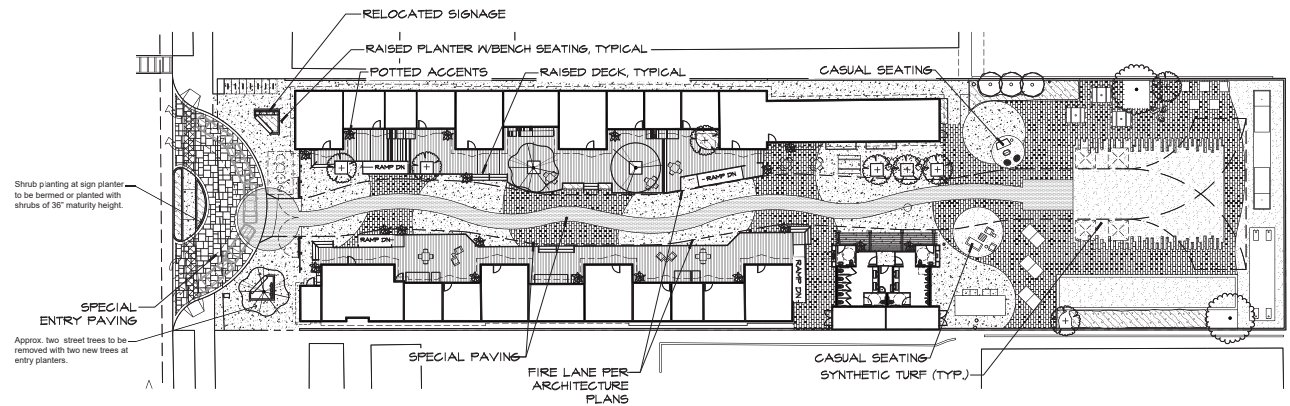 RELOCATED SIGNAGE
RAISED PLANTER W/BENCH SEATING, TYPICAL
POTTED ACCENTS
RAISED DECK, TYPICAL
CASUAL SEATING
RAMP DN
RAMP DN
Shrub planting at sign planter
to be bermed or planted with
shrubs of 36" maturity height.
RAMP DN
RAMP DN
SPECIAL
ENTRY PAVING
Approx. two street trees to be
removed with two new trees at
entry planters.
SPECIAL PAVING
FIRE LANE PER
ARCHITECTURE
PLANS
CASUAL SEATING
SYNTHETIC TURF (TYP.)